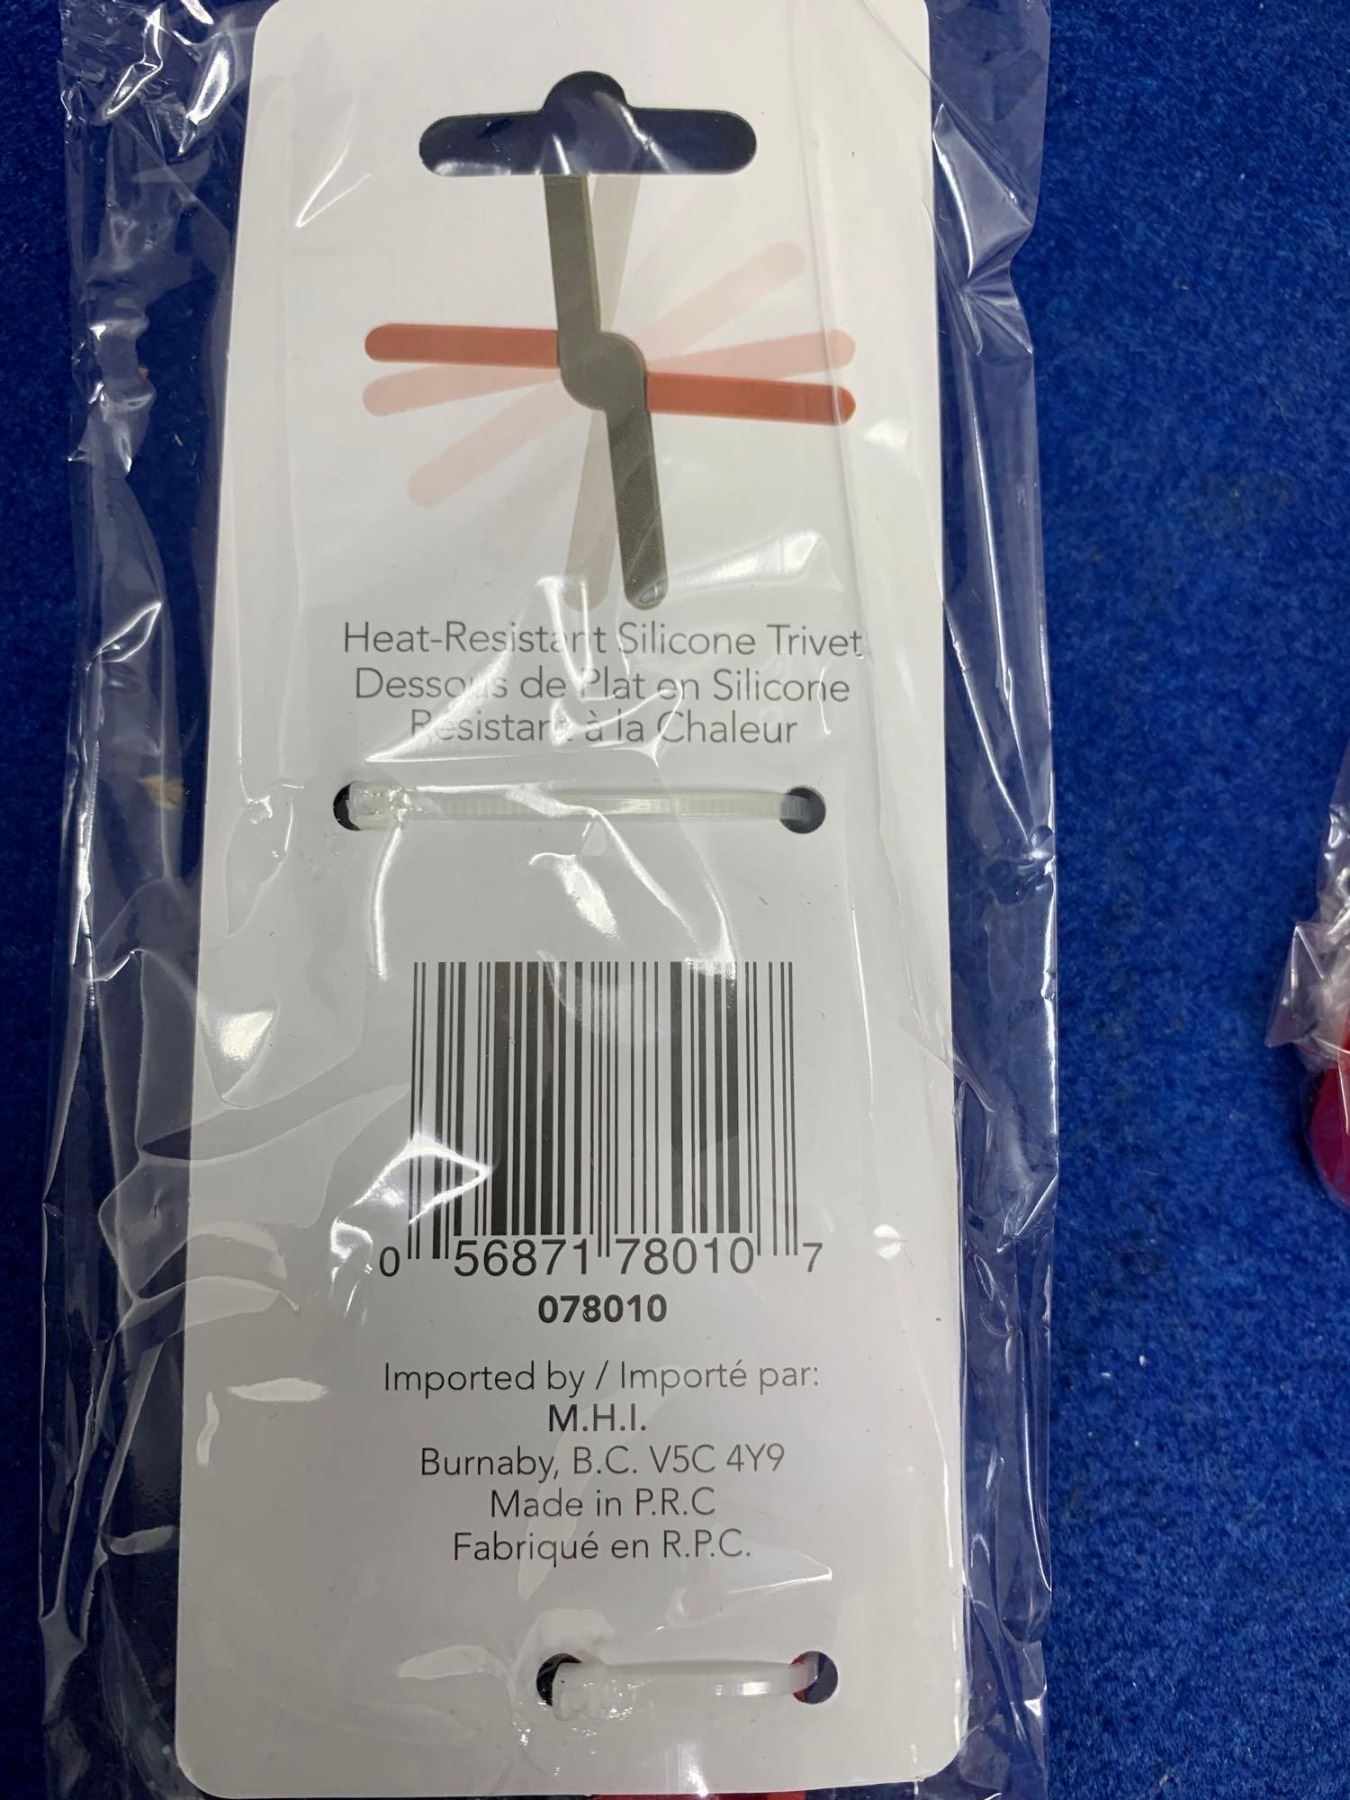 Heat-Resistant Silicone Trivet
Dessous de Plat en Silicone
Résistant à la Chaleur
0 56871 78010 7
078010
Imported by / Importé par:
M.H.I.
Burnaby, B.C. V5C 4Y9
Made in P.R.C
Fabriqué en R.P.C.